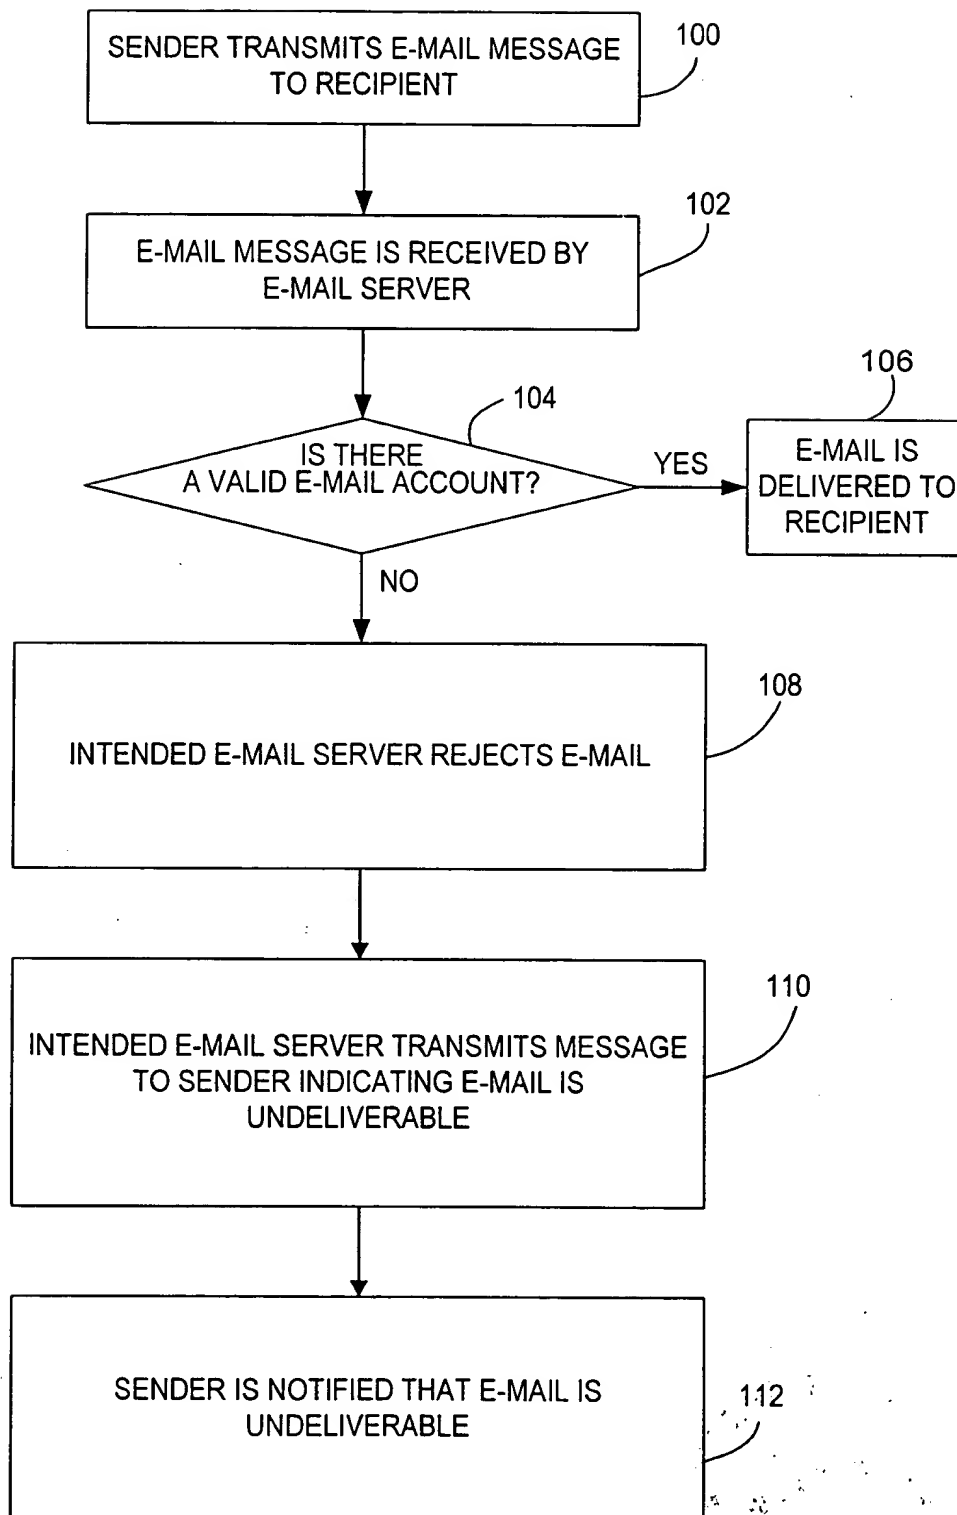 SENDER TRANSMITS E-MAIL MESSAGE
TO RECIPIENT
100
E-MAIL MESSAGE IS RECEIVED BY
E-MAIL SERVER
102
IS THERE
A VALID E-MAIL ACCOUNT?
104
YES
106
E-MAIL IS
DELIVERED TO
RECIPIENT
NO
INTENDED E-MAIL SERVER REJECTS E-MAIL
108
INTENDED E-MAIL SERVER TRANSMITS MESSAGE
TO SENDER INDICATING E-MAIL IS
UNDELIVERABLE
110
SENDER IS NOTIFIED THAT E-MAIL IS
UNDELIVERABLE
112